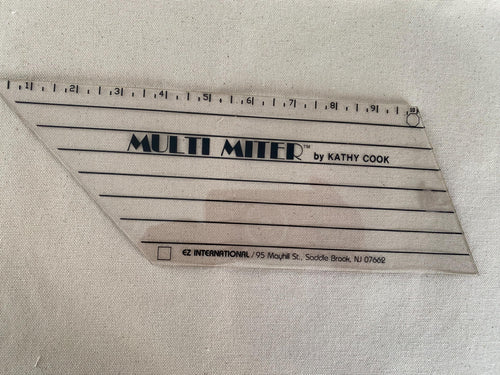 1 2 3 4 5 6 7 8 9 10
MULTI MITER™ by KATHY COOK
EZ INTERNATIONAL / 95 Mayhill St., Saddle Brook, NJ 07662